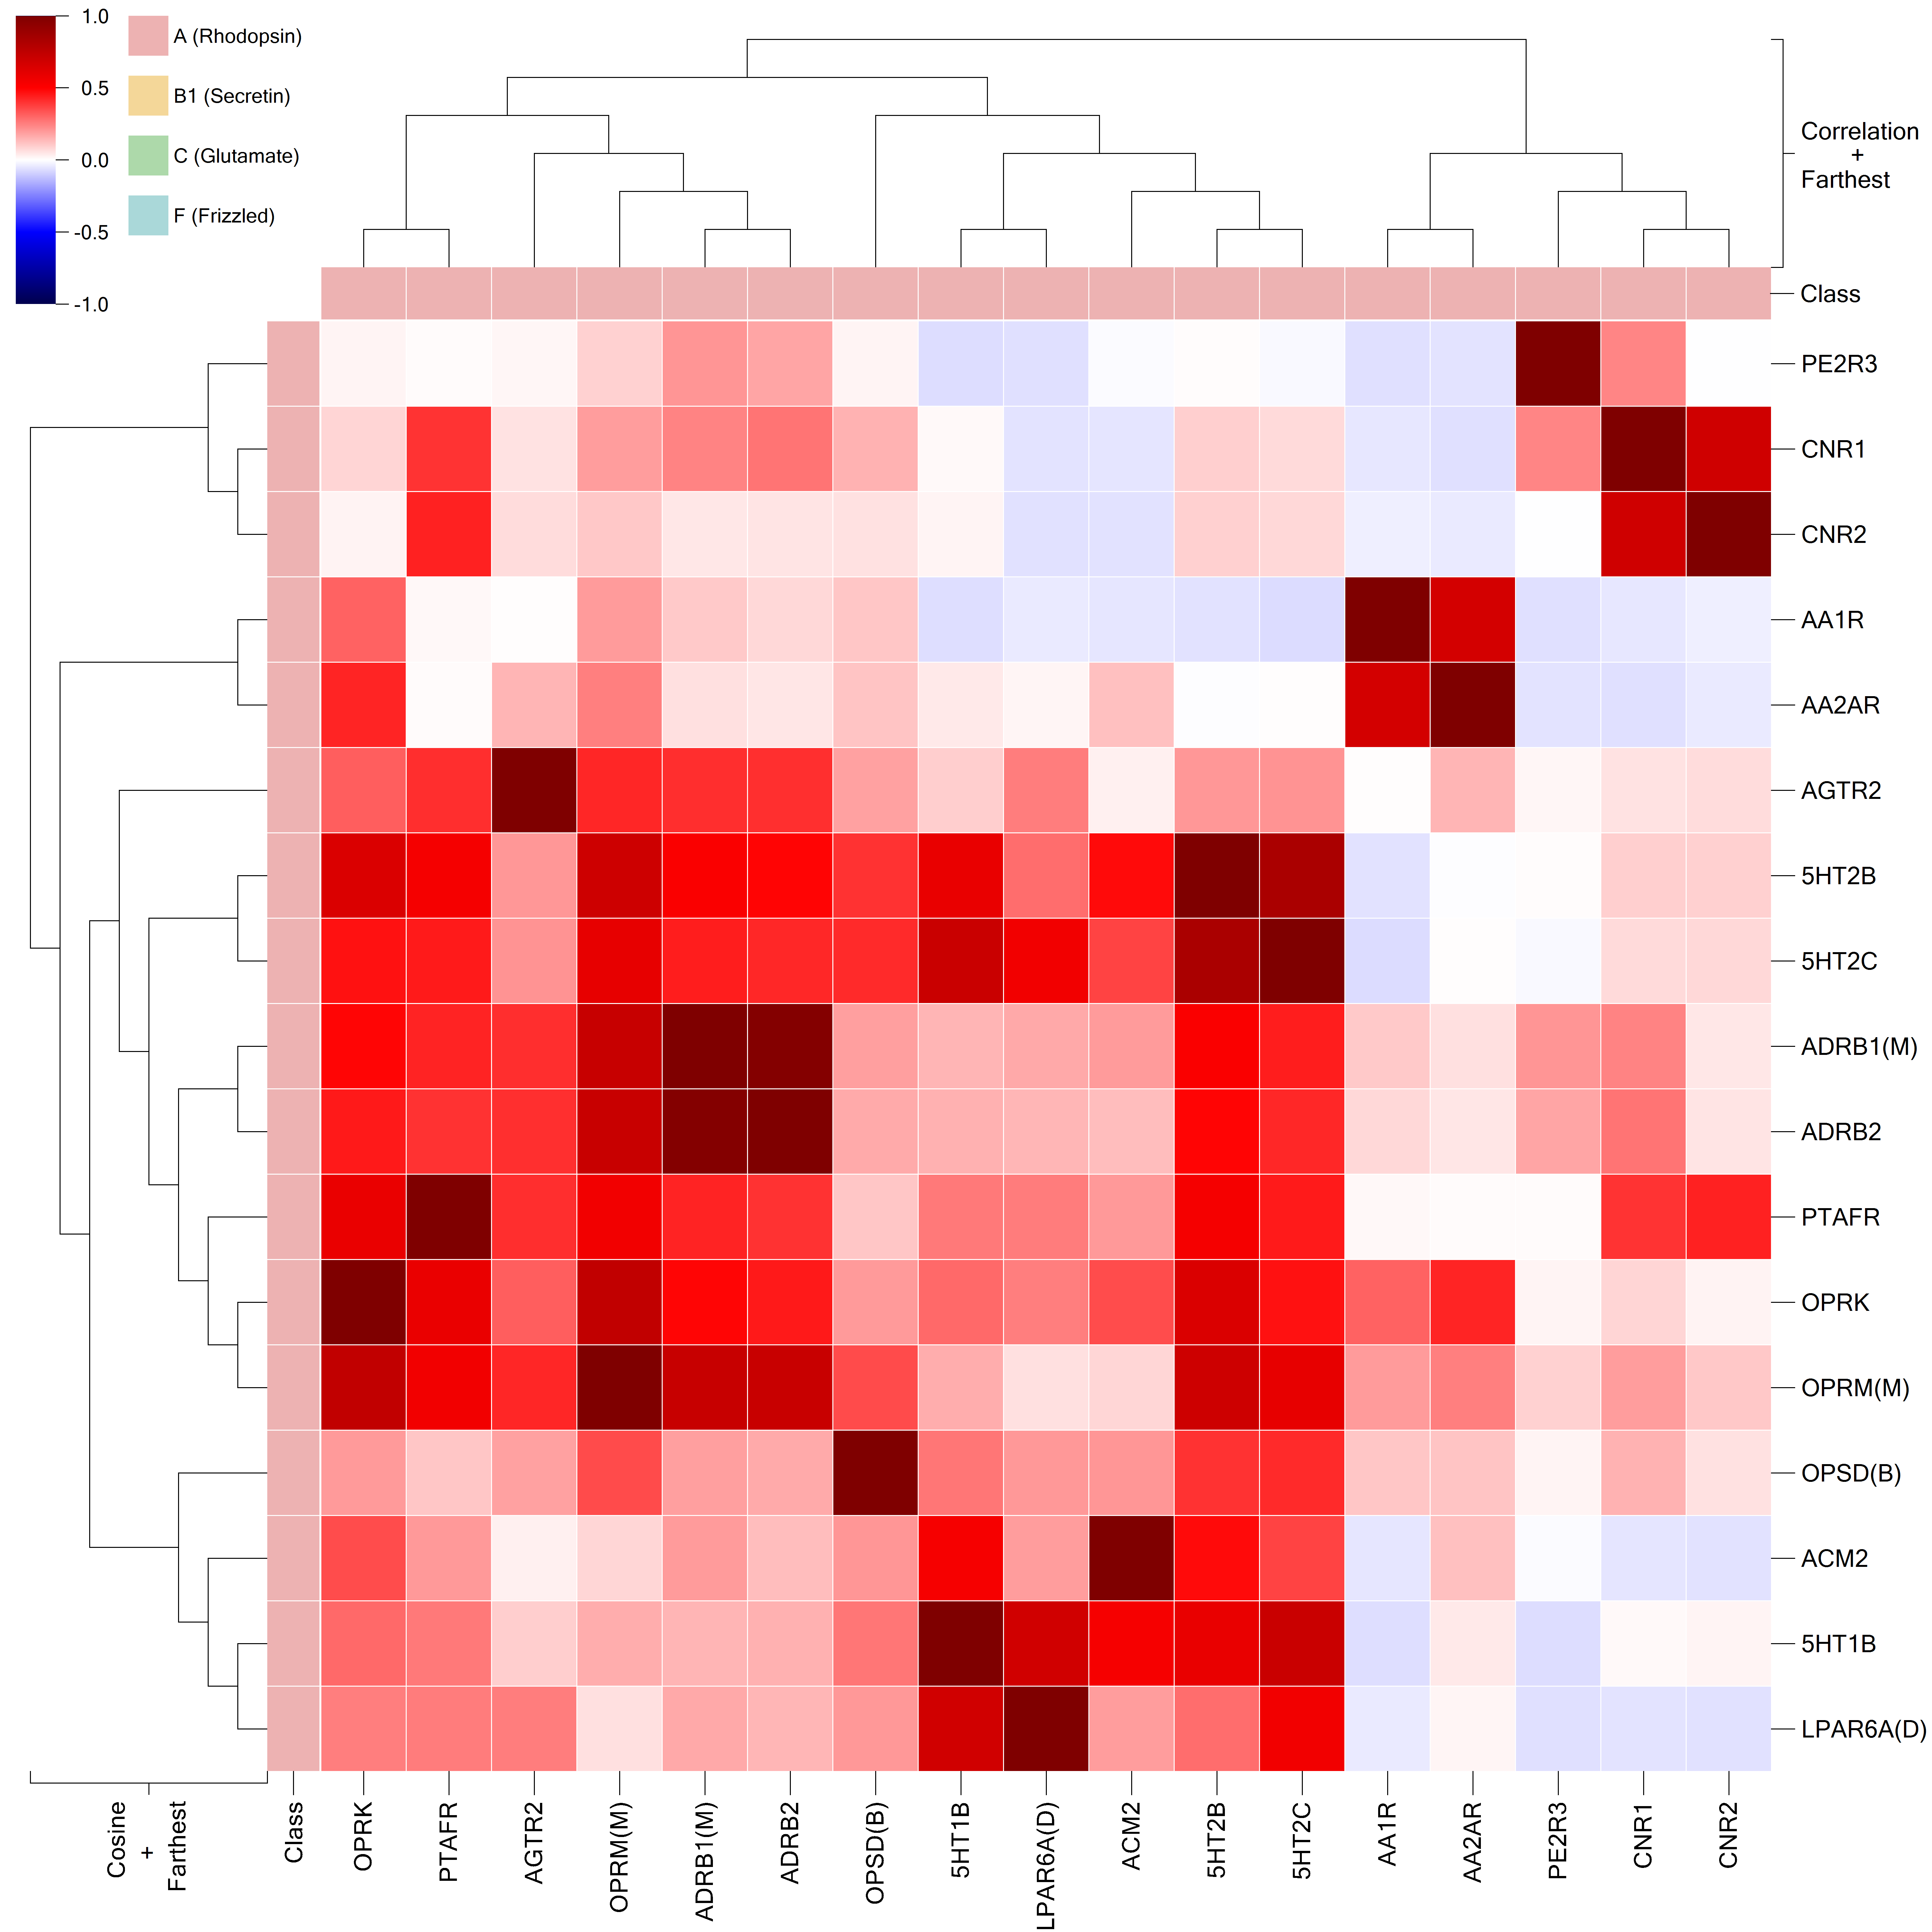 1.0
0.5
0.0
-0.5
-1.0
A (Rhodopsin)
B1 (Secretin)
C (Glutamate)
F (Frizzled)
Correlation
+
Farthest
Class
PE2R3
CNR1
CNR2
AA1R
AA2AR
AGTR2
5HT2B
5HT2C
ADRB1(M)
ADRB2
PTAFR
OPRK
OPRM(M)
OPSD(B)
ACM2
5HT1B
LPAR6A(D)
Cosine
+
Farthest
Class
OPRK
PTAFR
AGTR2
OPRM(M)
ADRB1(M)
ADRB2
OPSD(B)
5HT1B
LPAR6A(D)
ACM2
5HT2B
5HT2C
AA1R
AA2AR
PE2R3
CNR1
CNR2